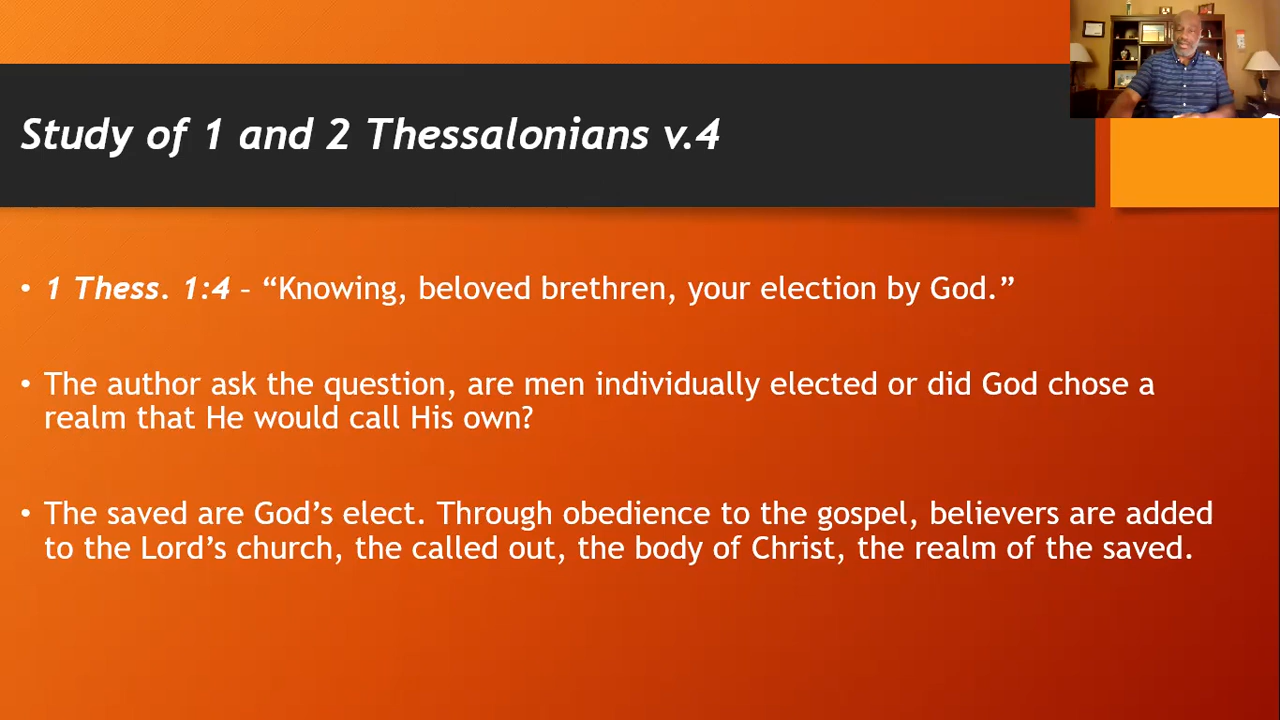 Study of 1 and 2 Thessalonians v.4
• 1 Thess. 1:4 – “Knowing, beloved brethren, your election by God.”
• The author ask the question, are men individually elected or did God chose a
realm that He would call His own?
• The saved are God’s elect. Through obedience to the gospel, believers are added
to the Lord’s church, the called out, the body of Christ, the realm of the saved.